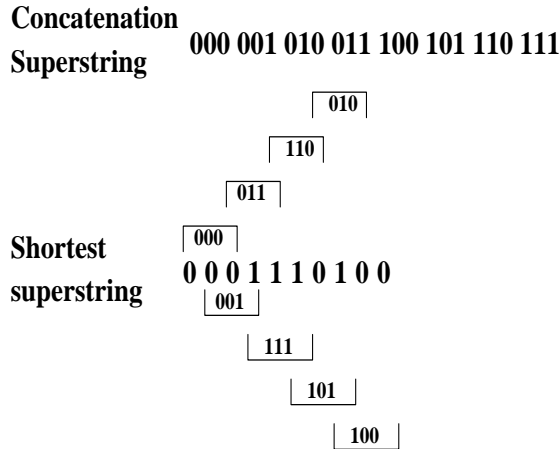 Concatenation
Superstring
000 001 010 011 100 101 110 111
010
110
011
000
Shortest
superstring
0 0 0 1 1 1 0 1 0 0
001
111
101
100